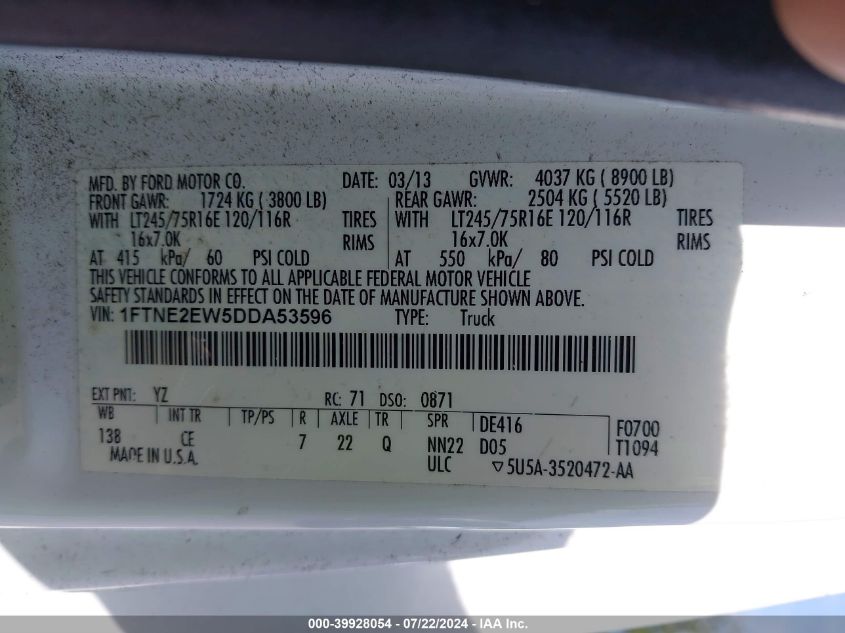 MFD. BY FORD MOTOR CO. DATE: 03/13 GVWR: 4037 KG ( 8900 LB)
FRONT GAWR: 1724 KG ( 3800 LB) REAR GAWR: 2504 KG ( 5520 LB)
WITH LT245/75R16E 120/116R TIRES WITH LT245/75R16E 120/116R TIRES
16x7.0K RIMS 16x7.0K RIMS
AT 415 kPa/ 60 PSI COLD AT 550 kPa/ 80 PSI COLD
THIS VEHICLE CONFORMS TO ALL APPLICABLE FEDERAL MOTOR VEHICLE
SAFETY STANDARDS IN EFFECT ON THE DATE OF MANUFACTURE SHOWN ABOVE.
VIN: 1FTNE2EW5DDA53596 TYPE: Truck
EXT PNT: YZ RC: 71 DSO: 0871
WB INT TR TP/PS R AXLE TR SPR DE416 F0700
138 CE 7 22 Q NN22 D05 T1094
MADE IN U.S.A. ULC ▽5U5A-3520472-AA
000-39928054 - 07/22/2024 - IAA Inc.